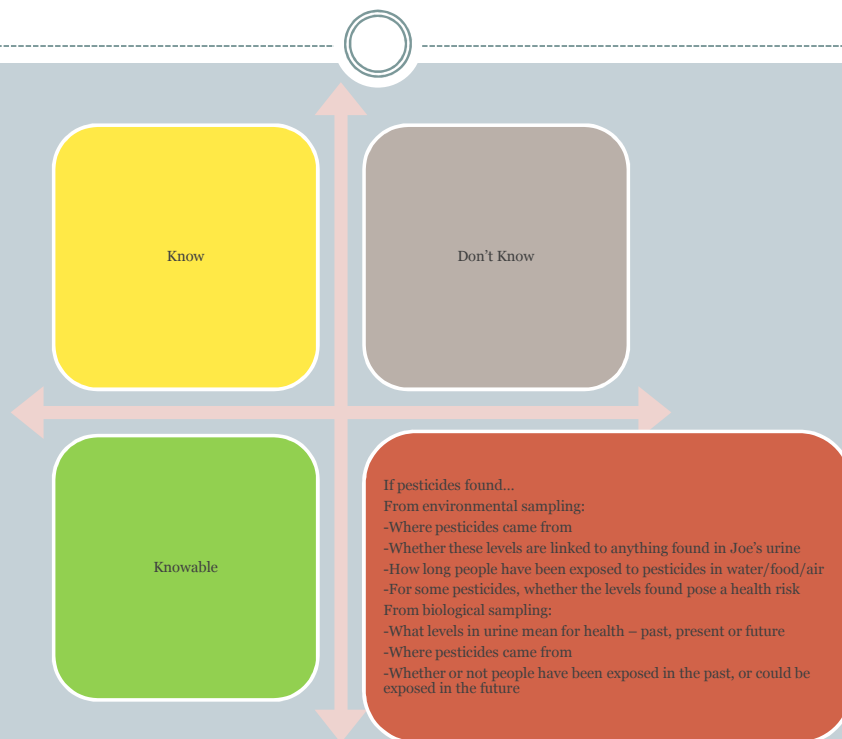 Know
Don't Know
Knowable
If pesticides found...
From environmental sampling:
-Where pesticides came from
-Whether these levels are linked to anything found in Joe's urine
-How long people have been exposed to pesticides in water/food/air
-For some pesticides, whether the levels found pose a health risk
From biological sampling:
-What levels in urine mean for health – past, present or future
-Where pesticides came from
-Whether or not people have been exposed in the past, or could be
exposed in the future